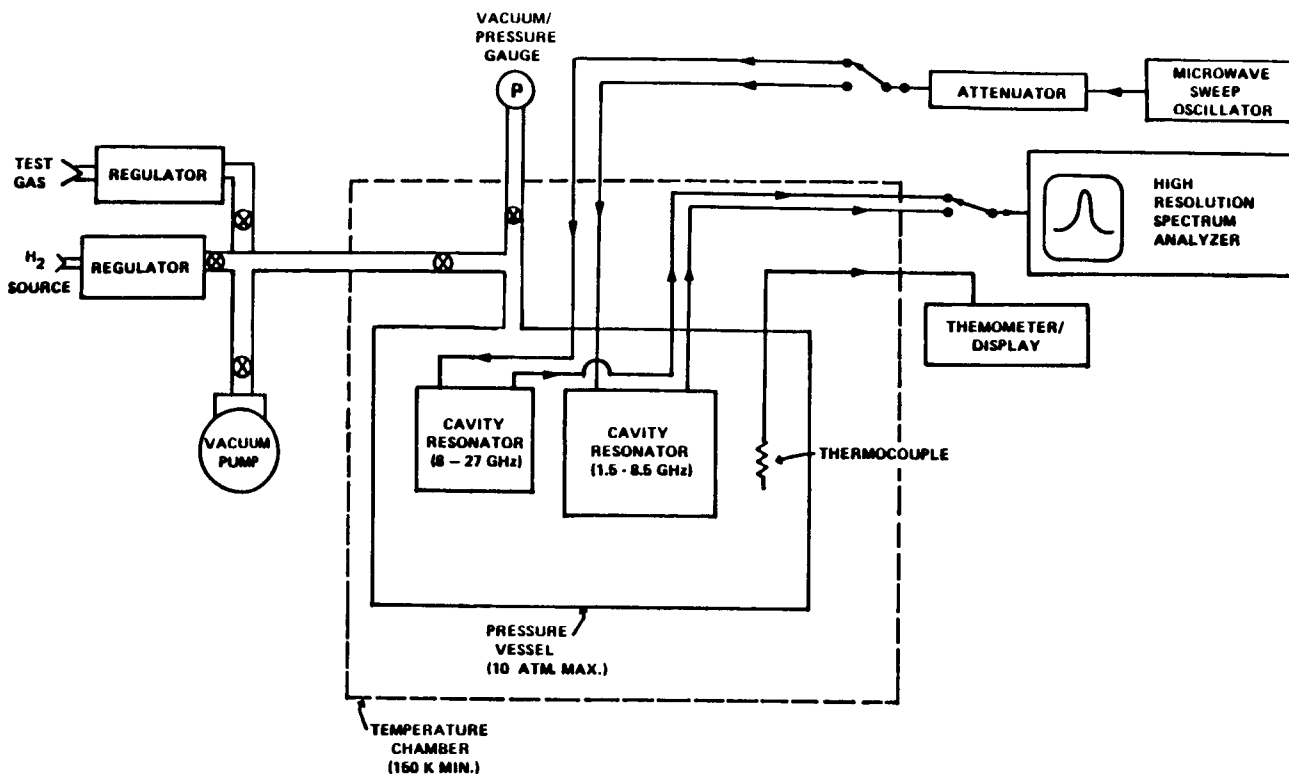 VACUUM/
PRESSURE
GAUGE
P
MICROWAVE
SWEEP
OSCILLATOR
ATTENUATOR
TEST
GAS
REGULATOR
H2
SOURCE
REGULATOR
HIGH
RESOLUTION
SPECTRUM
ANALYZER
THEMOMETER/
DISPLAY
VACUUM
PUMP
CAVITY
RESONATOR
(8 – 27 GHz)
CAVITY
RESONATOR
(1.5 - 8.5 GHz)
THERMOCOUPLE
PRESSURE
VESSEL
(10 ATM. MAX.)
TEMPERATURE
CHAMBER
(150 K MIN.)